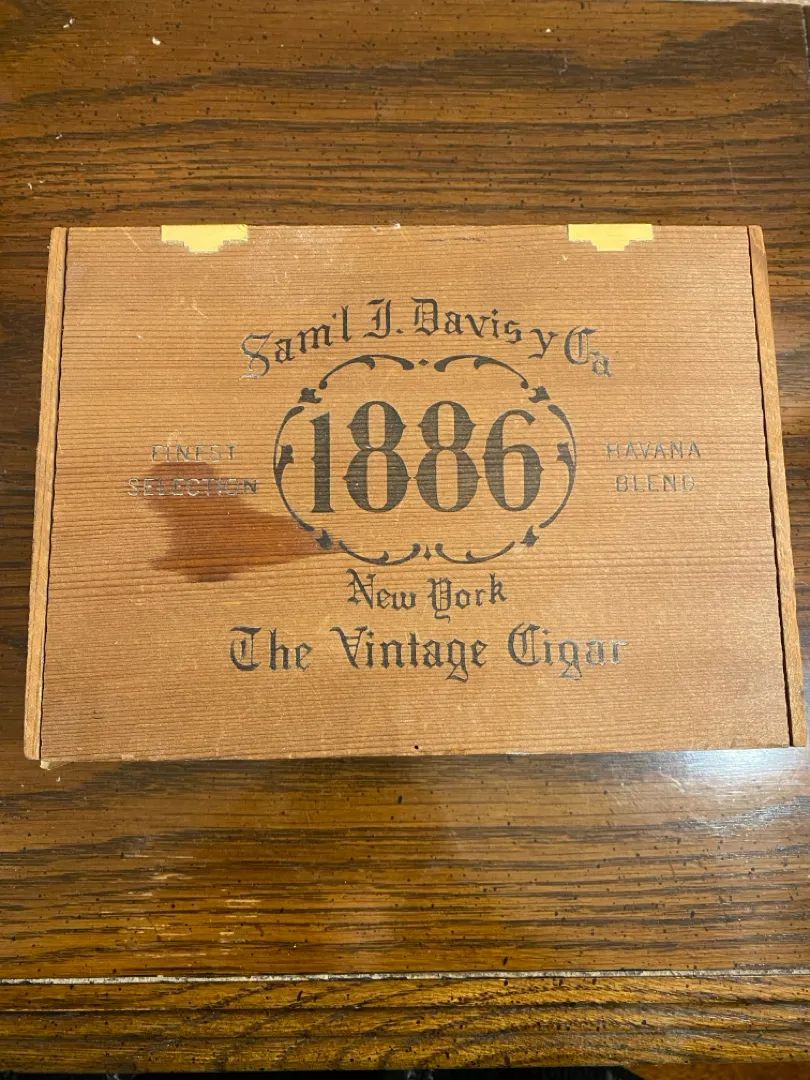 Sam'l I. Davis y Ca
1886
FINEST
SELECTION
HAVANA
BLEND
New York
The Vintage Cigar